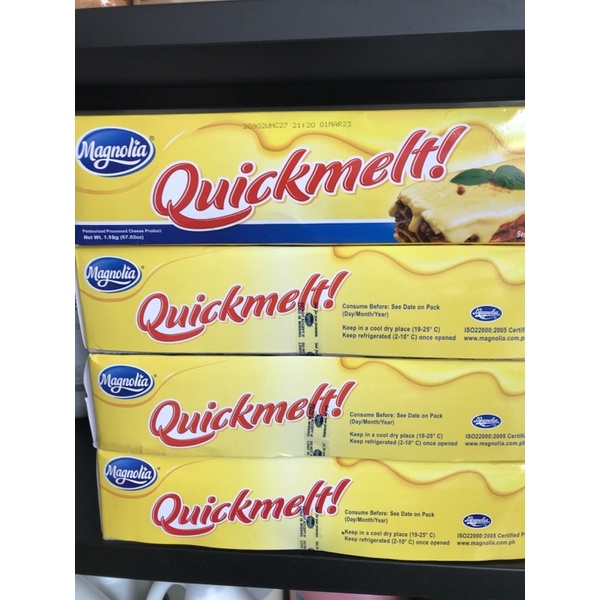 20902UHC27 21:20 01MAR23
Magnolia
Quickmelt!
Pasteurized Processed Cheese Product
Net Wt. 1.9kg (67.02oz)
Magnolia
Quickmelt!
Consume Before: See Date on Pack
(Day/Month/Year)
Keep in a cool dry place (19-25° C)
Keep refrigerated (2-10° C) once opened
Magnolia
ISO22000:2005 Certifi
www.magnolia.com.p
Magnolia
Quickmelt!
Consume Before: See Date on Pack
(Day/Month/Year)
Keep in a cool dry place (19-25° C)
Keep refrigerated (2-10° C) once opened
Magnolia
ISO22000:2005 Certifi
www.magnolia.com.p
Magnolia
Quickmelt!
Consume Before: See Date on Pack
(Day/Month/Year)
Keep in a cool dry place (19-25° C)
Keep refrigerated (2-10° C) once opened
Magnolia
ISO22000:2005 Certified P
www.magnolia.com.ph